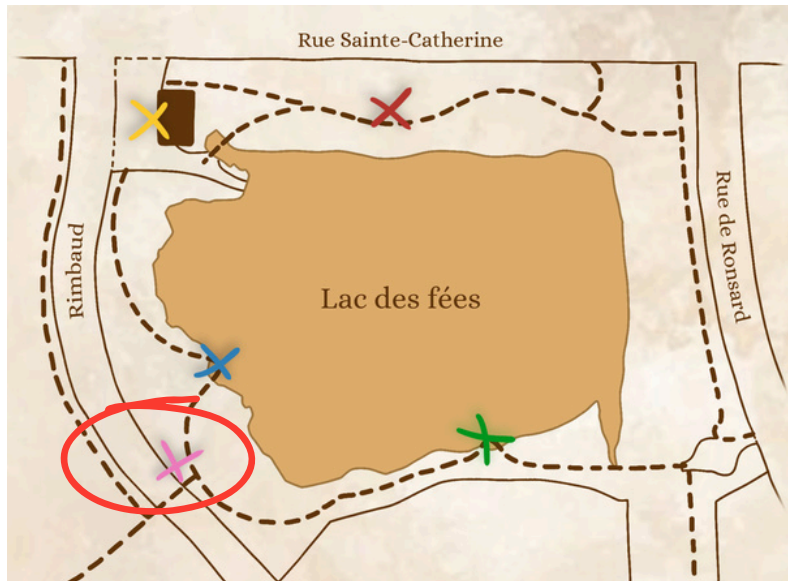 Rue Sainte-Catherine
Rimbaud
Rue de Ronsard
Lac des fées